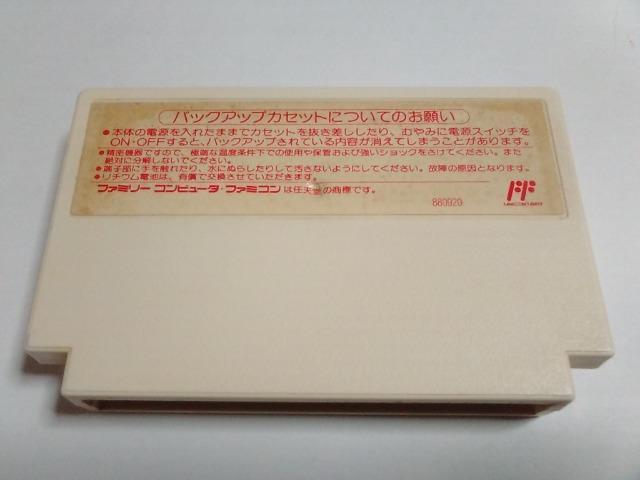 バックアップカセットについてのお願い
●本体の電源を入れたままでカセットを抜き差ししたり、むやみに電源スイッチを
ON・OFFすると、バックアップされている内容が消えてしまうことがあります。
●精密機器ですので、極端な温度条件下での使用や保管および強いショックをさけてください。また
絶対に分解しないでください。
●端子部に手を触れたり、水にぬらしたりして汚さないようにしてください。故障の原因となります。
●リチウム電池は、有償で交換させていただきます。
ファミリー コンピュータ・ファミコンは任天堂の商標です。
880920